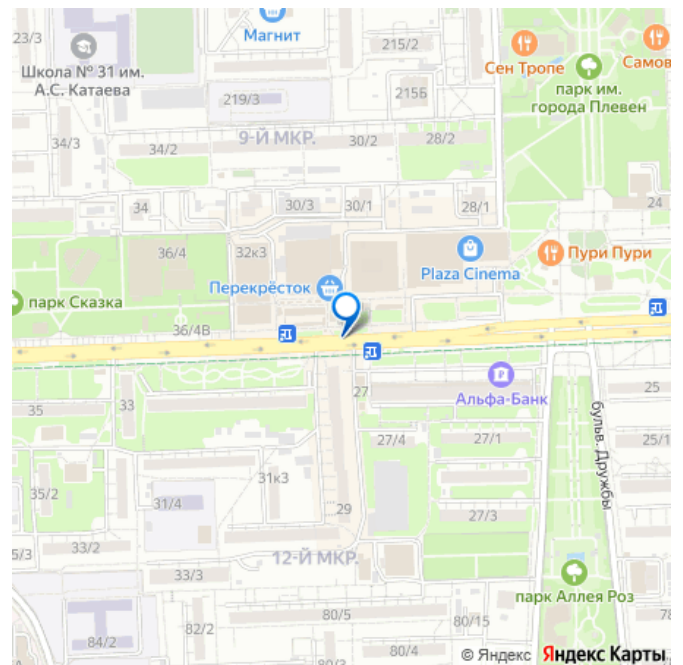 23/3
Магнит
215/2
Школа № 31 им.
А.С. Катаева
Сен Тропе
Самов
парк им.
города Плевен
219/3
215Б
9-Й МКР.
34/3
34/2
30/2
28/2
34
30/3
30/1
28/1
24
36/4
32к3
Plaza Cinema
Пури Пури
Перекрёсток
парк Сказка
36/4В
27
Альфа-Банк
25
35
33
бульв. Дружбы
27/4
27/1
25/1
31к3
35/2
31/4
29
27/3
5/3
33/2
12-Й МКР.
33/3
парк Аллея Роз
80/5
80/15
78
82/2
84/2
80/4
© Яндекс Яндекс Карты